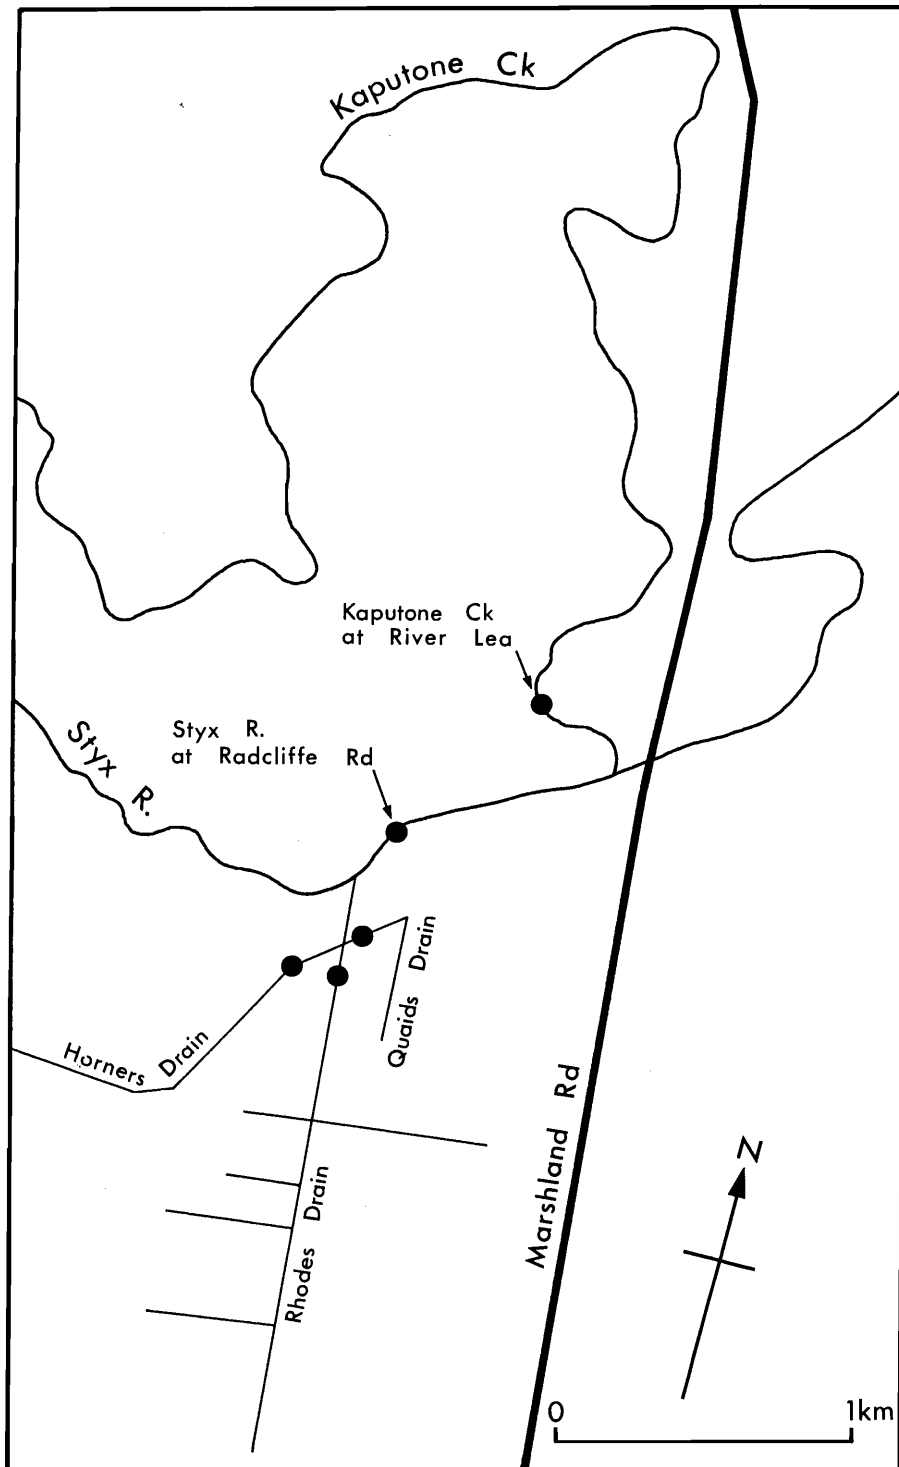 Kaputone Ck
Kaputone Ck
at River Lea
Styx R.
at Radcliffe Rd
Styx R.
Quaids Drain
Horners Drain
Marshland Rd
Rhodes Drain
N
0 1km